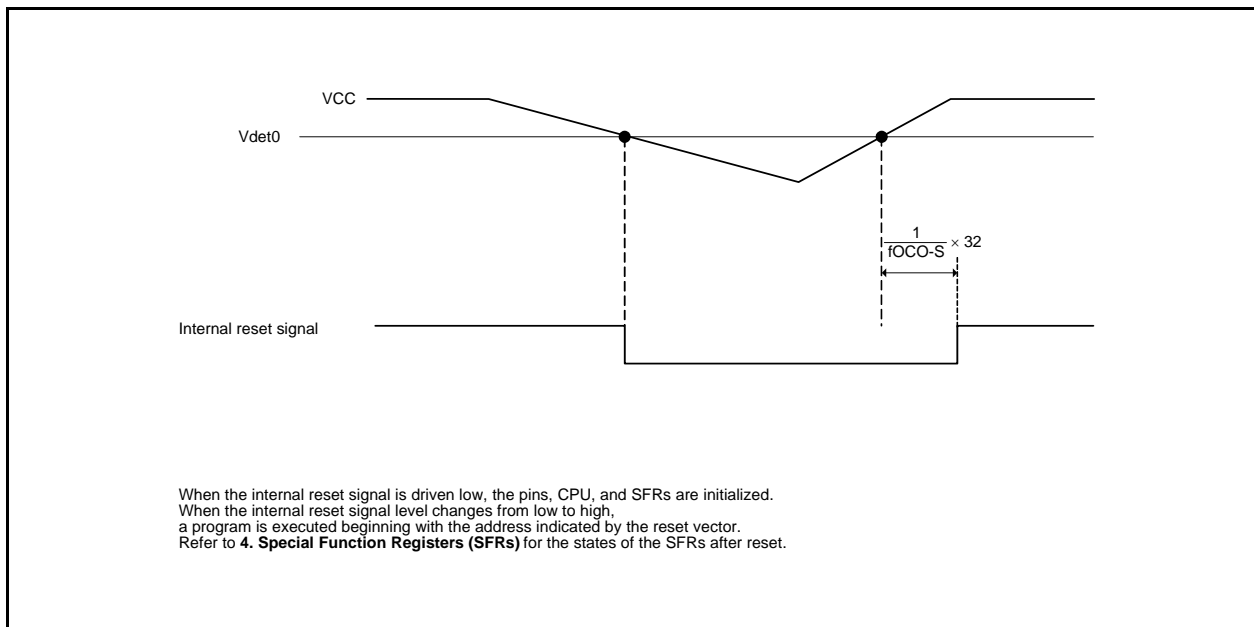 VCC
Vdet0
1
fOCO-S × 32
Internal reset signal
When the internal reset signal is driven low, the pins, CPU, and SFRs are initialized.
When the internal reset signal level changes from low to high,
a program is executed beginning with the address indicated by the reset vector.
Refer to 4. Special Function Registers (SFRs) for the states of the SFRs after reset.